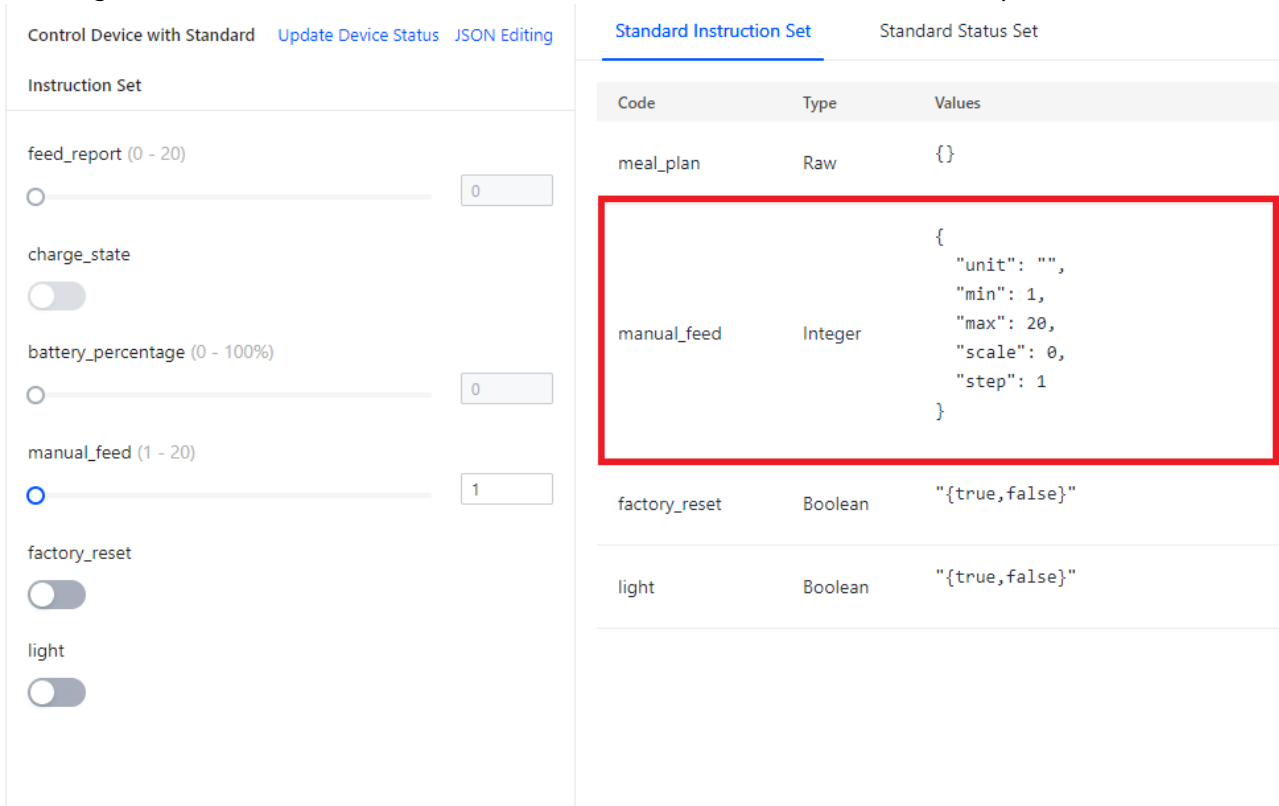 Control Device with Standard Update Device Status JSON Editing
Instruction Set
feed_report (0 - 20)
0
charge_state
battery_percentage (0 - 100%)
0
manual_feed (1 - 20)
1
factory_reset
light
Standard Instruction Set Standard Status Set
Code Type Values
meal_plan Raw {}
{
"unit": "",
"min": 1,
"max": 20,
manual_feed Integer
"scale": 0,
"step": 1
}
factory_reset Boolean "{true,false}"
light Boolean "{true,false}"